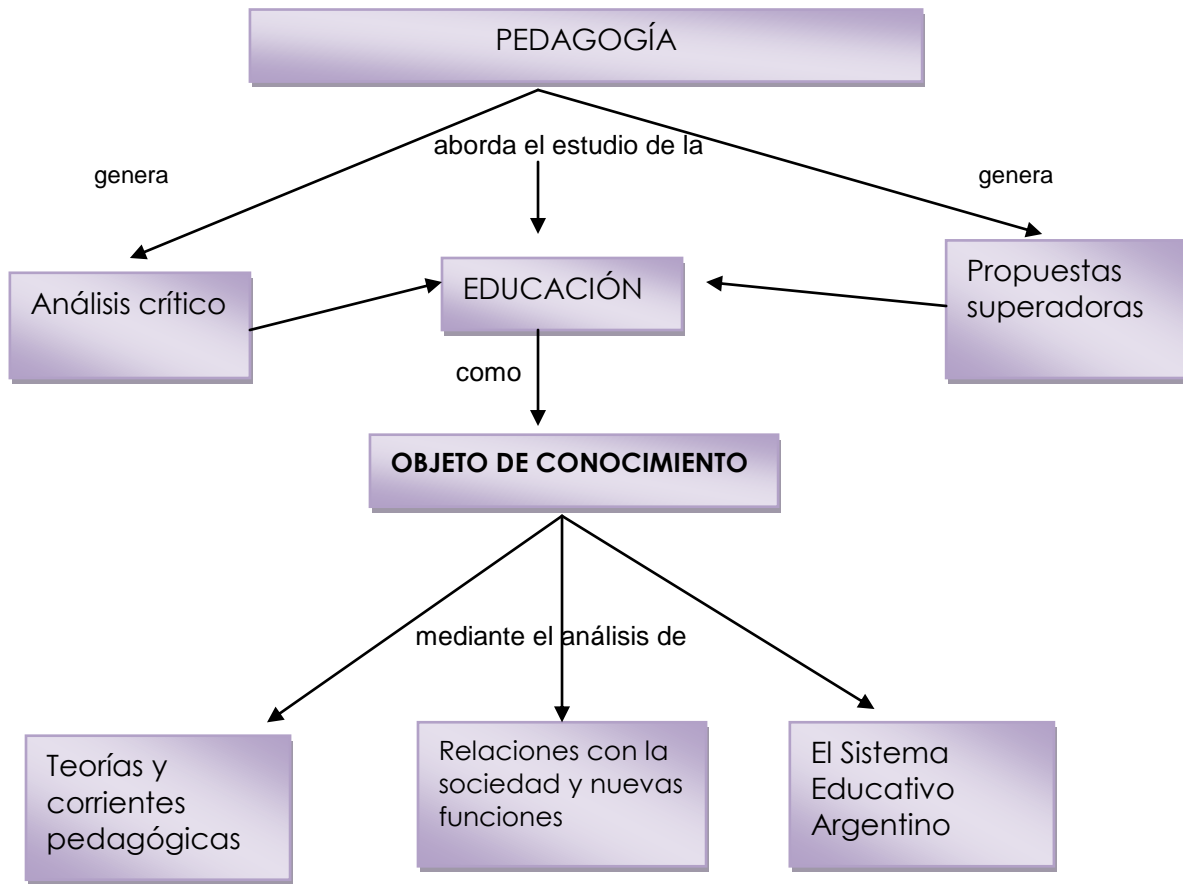 PEDAGOGÍA
aborda el estudio de la
genera
genera
Análisis crítico
EDUCACIÓN
Propuestas
superadoras
como
OBJETO DE CONOCIMIENTO
mediante el análisis de
Teorías y
corrientes
pedagógicas
Relaciones con la
sociedad y nuevas
funciones
El Sistema
Educativo
Argentino